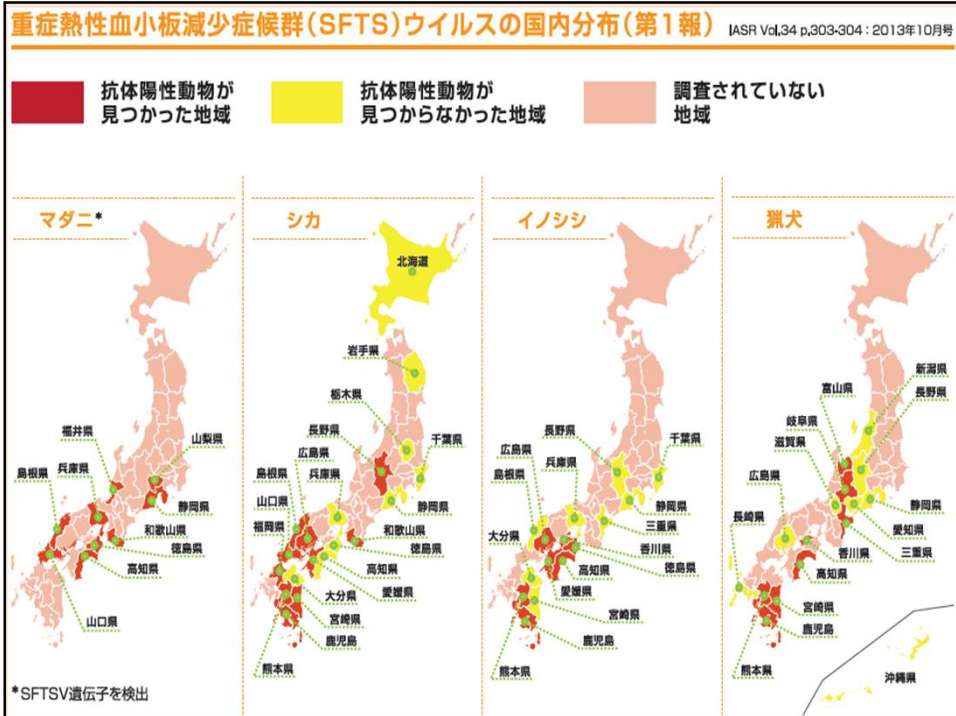 重症熱性血小板減少症候群(SFTS)ウイルスの国内分布(第1報) IASR Vol.34 p.303-304：2013年10月号
抗体陽性動物が
見つかった地域
抗体陽性動物が
見つからなかった地域
調査されていない
地域
マダニ*
福井県
山梨県
島根県
兵庫県
静岡県
和歌山県
徳島県
高知県
山口県
*SFTSV遺伝子を検出
シカ
北海道
岩手県
栃木県
長野県
千葉県
広島県
島根県
兵庫県
山口県
静岡県
福岡県
和歌山県
徳島県
高知県
愛媛県
大分県
宮崎県
鹿児島
熊本県
イノシシ
長野県
千葉県
広島県
兵庫県
島根県
静岡県
三重県
大分県
香川県
徳島県
高知県
愛媛県
宮崎県
鹿児島
熊本県
猟犬
新潟県
富山県
長野県
岐阜県
滋賀県
広島県
静岡県
長崎県
愛知県
香川県
三重県
高知県
宮崎県
鹿児島
熊本県
沖縄県